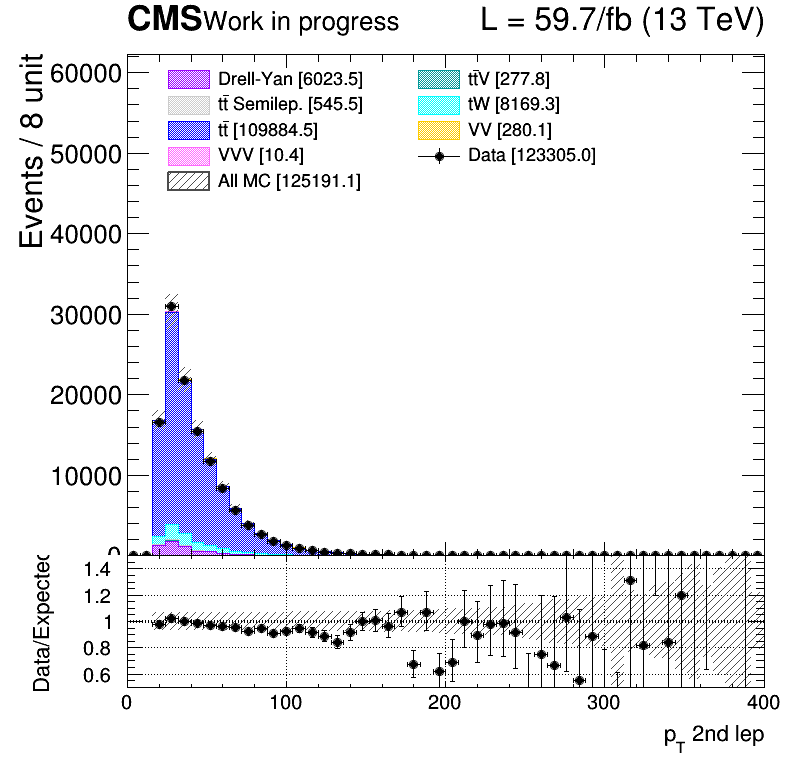 CMS Work in progress L = 59.7/fb (13 TeV)
Events / 8 unit
60000
50000
40000
30000
20000
10000
0
Drell-Yan [6023.5]
tt̄ Semilep. [545.5]
tt̄ [109884.5]
VVV [10.4]
All MC [125191.1]
tt̄V [277.8]
tW [8169.3]
VV [280.1]
Data [123305.0]
Data/Expected
1.4
1.2
1
0.8
0.6
0 100 200 300 400
p_T 2nd lep